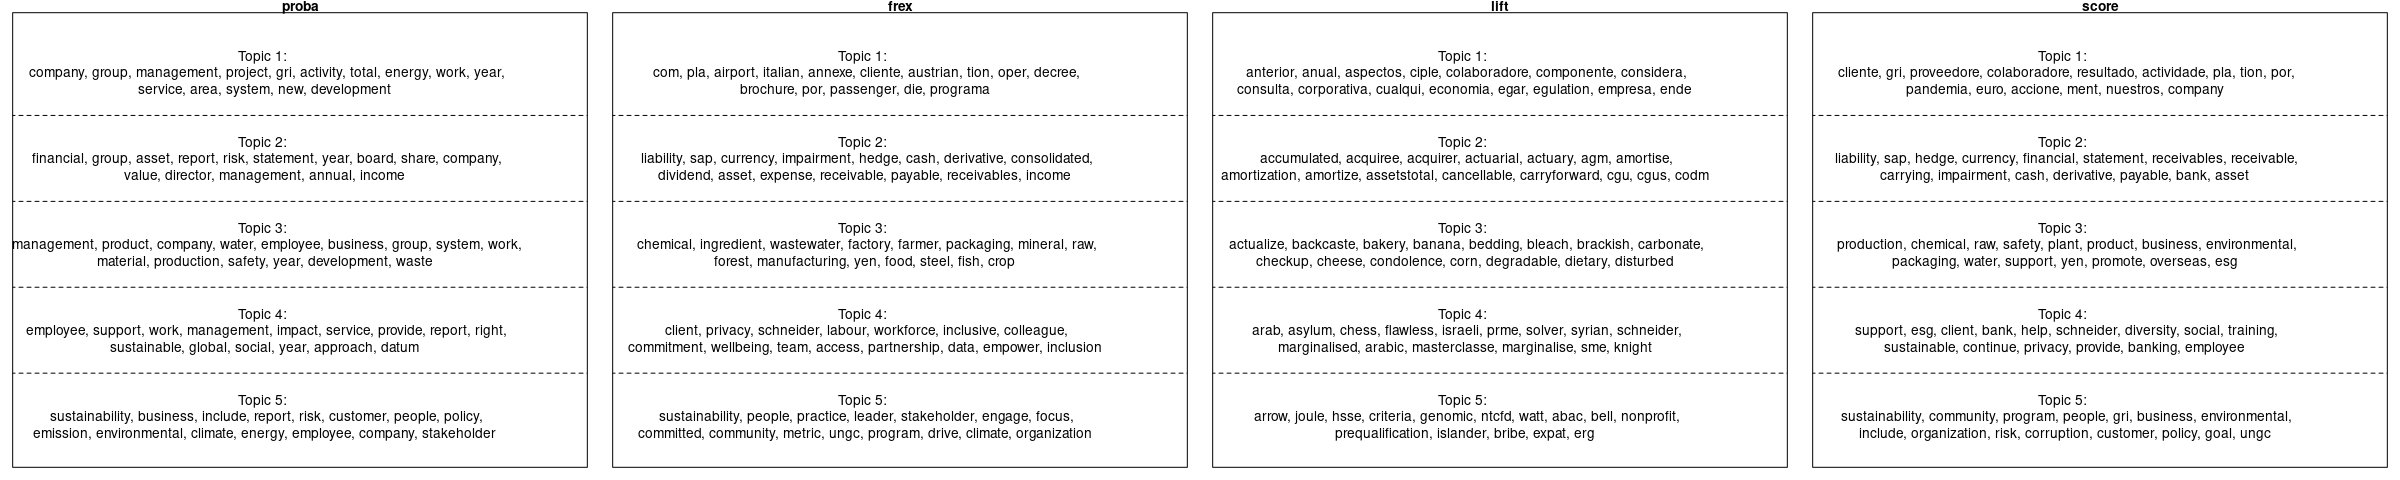 proba
Topic 1:
company, group, management, project, gri, activity, total, energy, work, year,
service, area, system, new, development
Topic 2:
financial, group, asset, report, risk, statement, year, board, share, company,
value, director, management, annual, income
Topic 3:
management, product, company, water, employee, business, group, system, work,
material, production, safety, year, development, waste
Topic 4:
employee, support, work, management, impact, service, provide, report, right,
sustainable, global, social, year, approach, datum
Topic 5:
sustainability, business, include, report, risk, customer, people, policy,
emission, environmental, climate, energy, employee, company, stakeholder
frex
Topic 1:
com, pla, airport, italian, annexe, cliente, austrian, tion, oper, decree,
brochure, por, passenger, die, programa
Topic 2:
liability, sap, currency, impairment, hedge, cash, derivative, consolidated,
dividend, asset, expense, receivable, payable, receivables, income
Topic 3:
chemical, ingredient, wastewater, factory, farmer, packaging, mineral, raw,
forest, manufacturing, yen, food, steel, fish, crop
Topic 4:
client, privacy, schneider, labour, workforce, inclusive, colleague,
commitment, wellbeing, team, access, partnership, data, empower, inclusion
Topic 5:
sustainability, people, practice, leader, stakeholder, engage, focus,
committed, community, metric, ungc, program, drive, climate, organization
lift
Topic 1:
anterior, anual, aspectos, ciple, colaboradore, componente, considera,
consulta, corporativa, cualqui, economia, egar, egulation, empresa, ende
Topic 2:
accumulated, acquiree, acquirer, actuarial, actuary, agm, amortise,
amortization, amortize, assetstotal, cancellable, carryforward, cgu, cgus, codm
Topic 3:
actualize, backcaste, bakery, banana, bedding, bleach, brackish, carbonate,
checkup, cheese, condolence, corn, degradable, dietary, disturbed
Topic 4:
arab, asylum, chess, flawless, israeli, prme, solver, syrian, schneider,
marginalised, arabic, masterclasse, marginalise, sme, knight
Topic 5:
arrow, joule, hsse, criteria, genomic, ntcfd, watt, abac, bell, nonprofit,
prequalification, islander, bribe, expat, erg
score
Topic 1:
cliente, gri, proveedore, colaboradore, resultado, actividade, pla, tion, por,
pandemia, euro, accione, ment, nuestros, company
Topic 2:
liability, sap, hedge, currency, financial, statement, receivables, receivable,
carrying, impairment, cash, derivative, payable, bank, asset
Topic 3:
production, chemical, raw, safety, plant, product, business, environmental,
packaging, water, support, yen, promote, overseas, esg
Topic 4:
support, esg, client, bank, help, schneider, diversity, social, training,
sustainable, continue, privacy, provide, banking, employee
Topic 5:
sustainability, community, program, people, gri, business, environmental,
include, organization, risk, corruption, customer, policy, goal, ungc